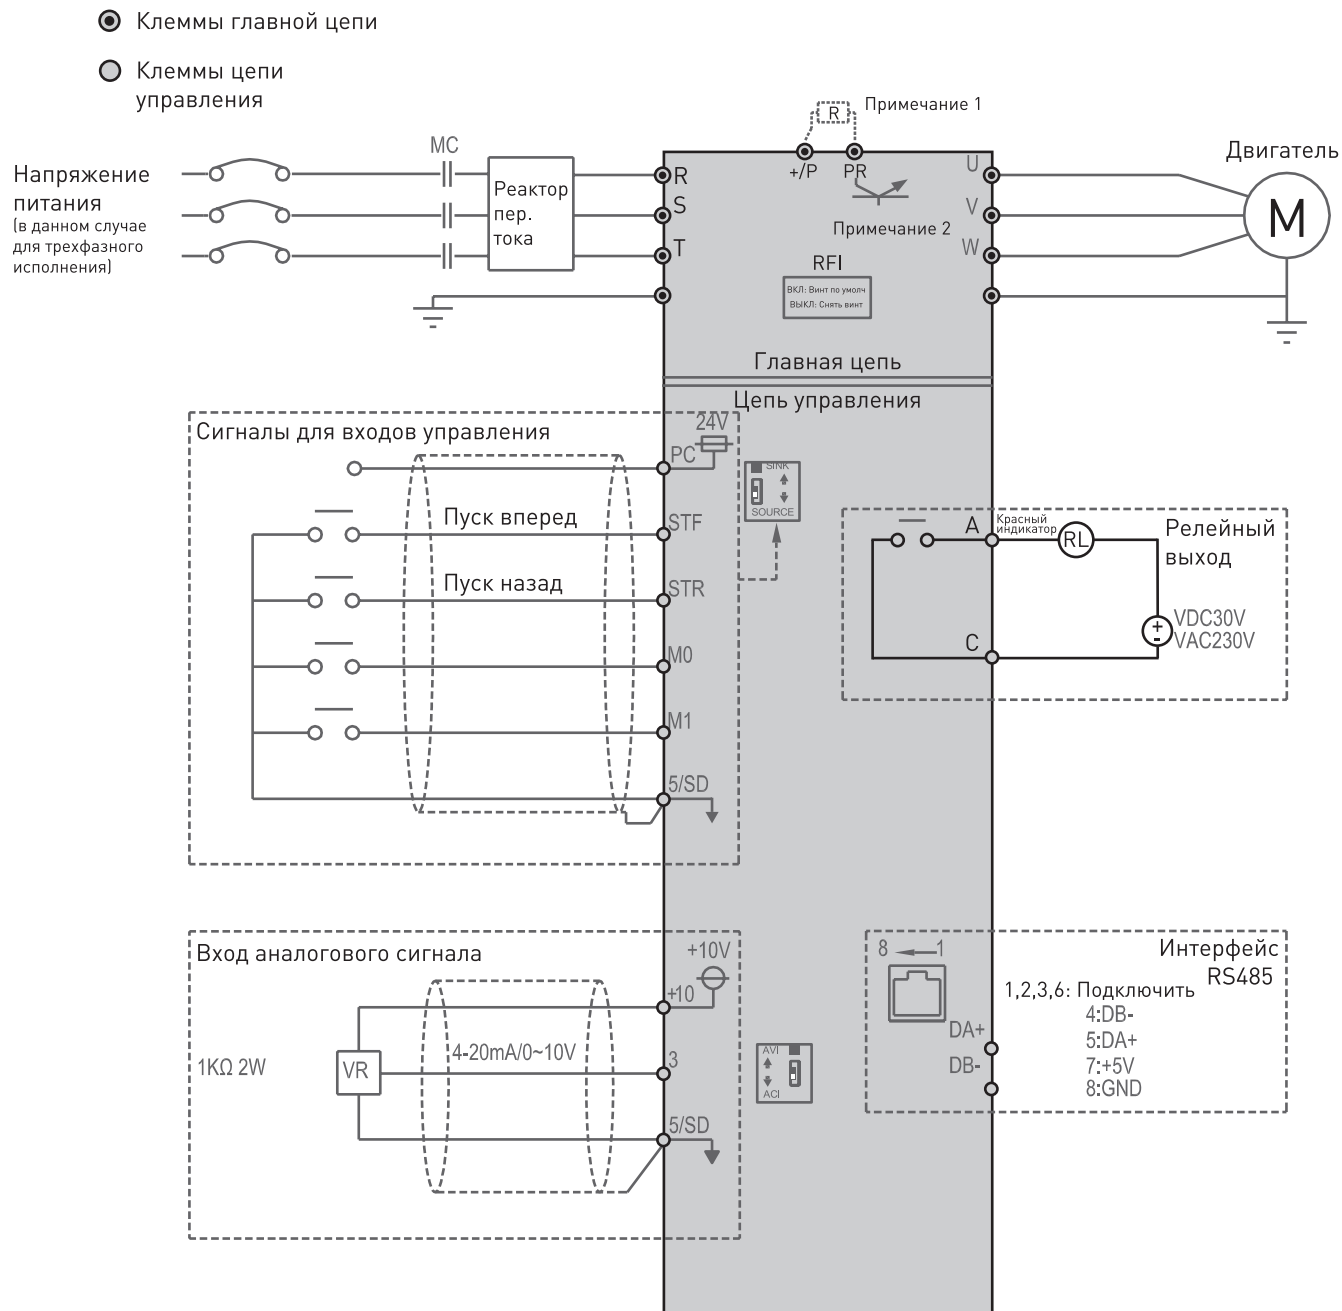 Клеммы главной цепи
Клеммы цепи
управления
Примечание 1
R
MC
Двигатель
Напряжение
питания
(в данном случае
для трехфазного
исполнения)
Реактор
пер.
тока
R
S
T
+/P
PR
Примечание 2
U
V
W
M
RFI
ВКЛ: Винт по умолч
ВЫКЛ: Снять винт
Главная цепь
Цепь управления
Сигналы для входов управления
24V
PC
SINK
SOURCE
Пуск вперед
STF
Пуск назад
STR
M0
M1
5/SD
A
Красный
индикатор
RL
Релейный
выход
C
+
-
VDC30V
VAC230V
Вход аналогового сигнала
+10V
+10
4-20mA/0~10V
3
1KΩ 2W
VR
AVI
ACI
5/SD
8
1
Интерфейс
RS485
1,2,3,6: Подключить
4:DB-
5:DA+
7:+5V
8:GND
DA+
DB-